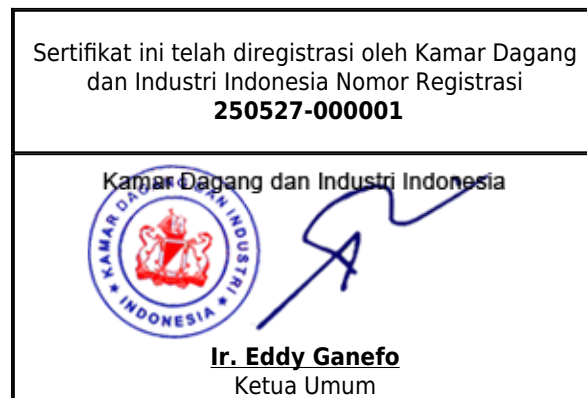 Sertifikat ini telah diregistrasi oleh Kamar Dagang
dan Industri Indonesia Nomor Registrasi
250527-000001
Kamar Dagang dan Industri Indonesia
KAMAR DAGANG DAN INDUSTRI
INDONESIA
Ir. Eddy Ganefo
Ketua Umum